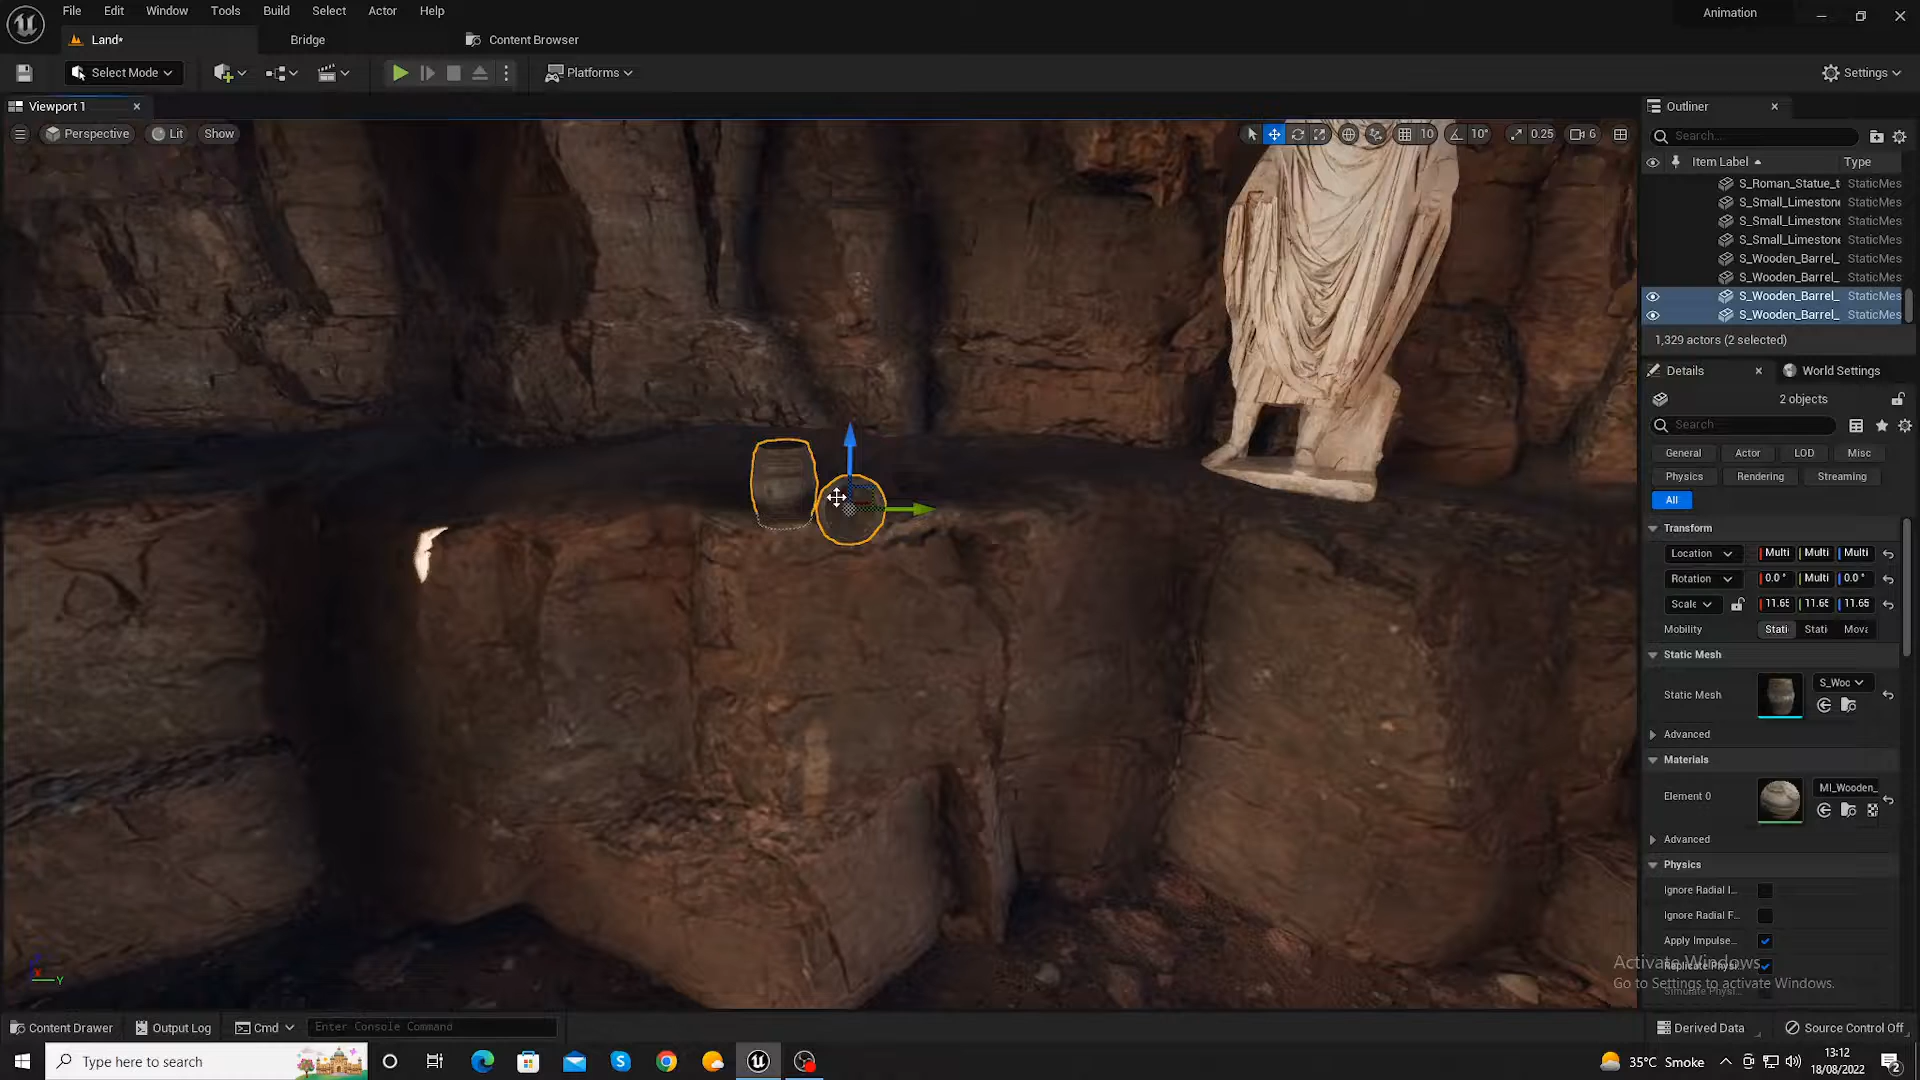 File Edit Window Tools Build Select Actor Help
Animation
Land*
Bridge
Content Browser
Select Mode
Platforms
Settings
Viewport 1
Outliner
Perspective
Lit
Show
10
10°
0.25
6
Search...
Item Label
Type
S_Roman_Statue_t StaticMes
S_Small_Limestone StaticMes
S_Small_Limestone StaticMes
S_Small_Limestone StaticMes
S_Wooden_Barrel_ StaticMes
S_Wooden_Barrel_ StaticMes
S_Wooden_Barrel_ StaticMes
S_Wooden_Barrel_ StaticMes
1,329 actors (2 selected)
Details
World Settings
2 objects
Search
General Actor LOD Misc
Physics Rendering Streaming
All
Transform
Location Multi Multi Multi
Rotation 0.0 ° Multi 0.0 °
Scale 11.65 11.65 11.65
Mobility Stati Stati Mova
Static Mesh
S_Woc
Static Mesh
Advanced
Materials
MI_Wooden_
Element 0
Advanced
Physics
Ignore Radial I...
Ignore Radial F...
Apply Impulse...
Replicate Physi...
Simulate Physi...
Activate Windows
Go to Settings to activate Windows.
Y
Content Drawer
Output Log
Cmd
Enter Console Command
Derived Data
Source Control Off
Type here to search
35°C Smoke
13:12
18/08/2022
2